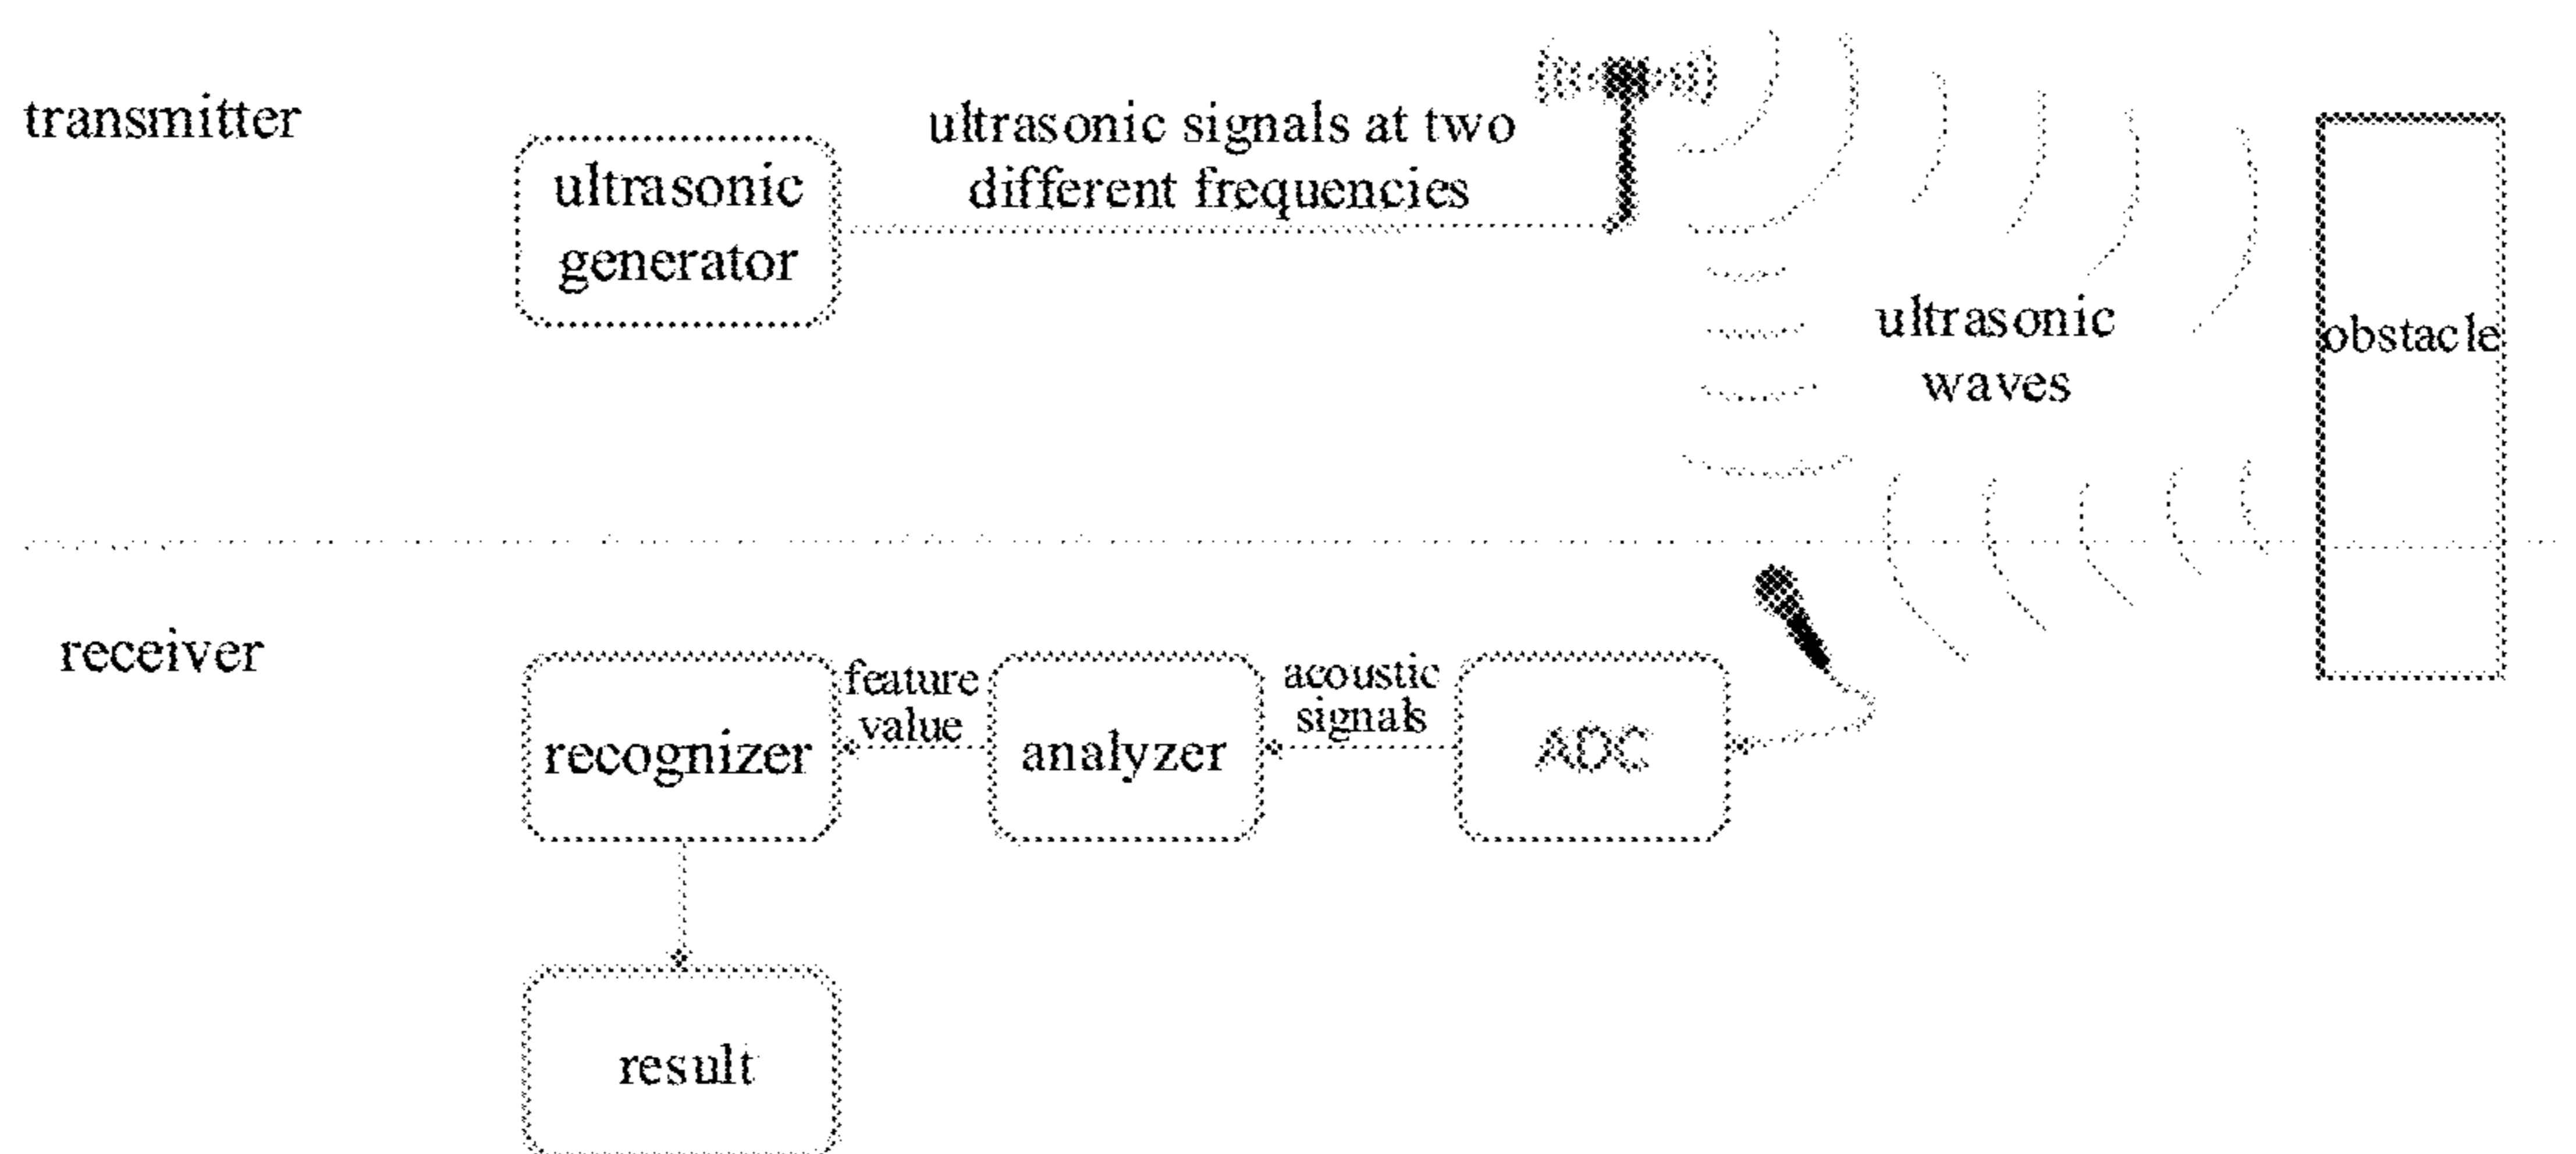 transmitter
ultrasonic
generator
ultrasonic signals at two
different frequencies
ultrasonic
waves
obstacle
receiver
recognizer
feature
value
analyzer
acoustic
signals
ADC
result